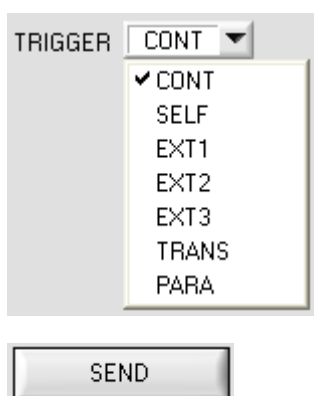 TRIGGER CONT
CONT
SELF
EXT1
EXT2
EXT3
TRANS
PARA
SEND